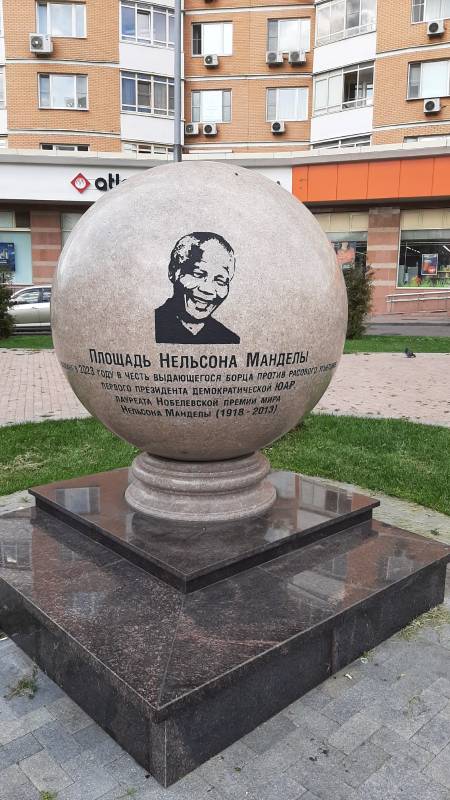 atl
Площадь Нельсона Манделы
в 2023 году в честь выдающегося борца против расового
первого президента демократической ЮАР,
лауреата Нобелевской премии мира
Нельсона Манделы (1918 - 2013)